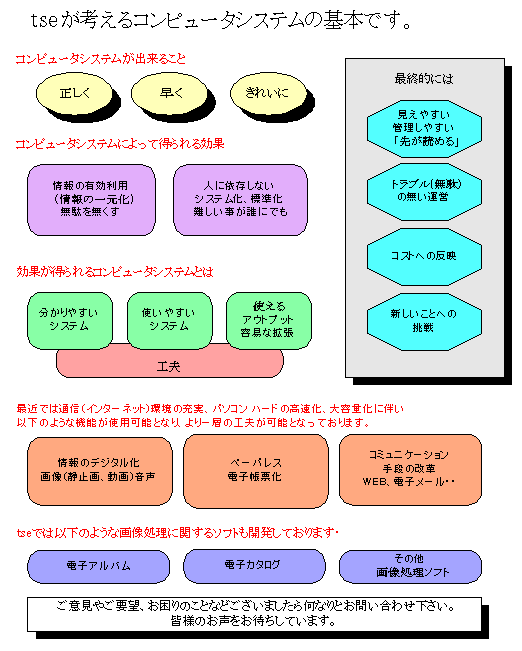 tseが考えるコンピュータシステムの基本です。
コンピュータシステムが出来ること
正しく
早く
きれいに
コンピュータシステムによって得られる効果
情報の有効利用
(情報の一元化)
無駄を無くす
人に依存しない
システム化、標準化
難しい事が誰にでも
効果が得られるコンピュータシステムとは
分かりやすい
システム
使いやすい
システム
使える
アウトプット
容易な拡張
工夫
最終的には
見えやすい
管理しやすい
「先が読める」
トラブル(無駄)
の無い運営
コストへの反映
新しいことへの
挑戦
最近では通信(インターネット)環境の充実、パソコンハードの高速化、大容量化に伴い
以下のような機能が使用可能となり、より一層の工夫が可能となっております。
情報のデジタル化
画像(静止画、動画)音声
ペーパレス
電子帳票化
コミュニケーション
手段の改革
WEB、電子メール・・
tseでは以下のような画像処理に関するソフトも開発しております・
電子アルバム
電子カタログ
その他
画像処理ソフト
ご意見やご要望、お困りのことなどございましたら何なりとお問い合わせ下さい。
皆様のお声をお待ちしています。